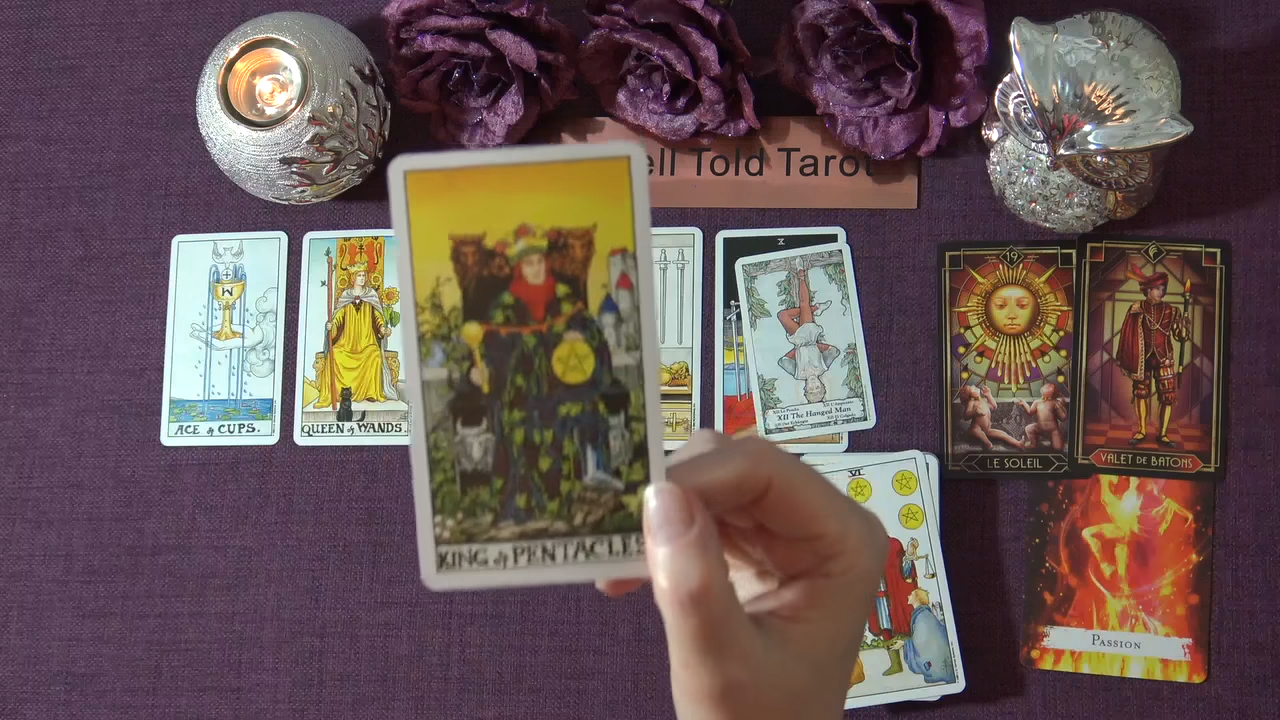 ell Told Tarot
ACE of CUPS.
QUEEN of WANDS.
KING of PENTACLES
X
XII The Hanged Man
19
LE SOLEIL
VALET DE BATONS
VI
PASSION